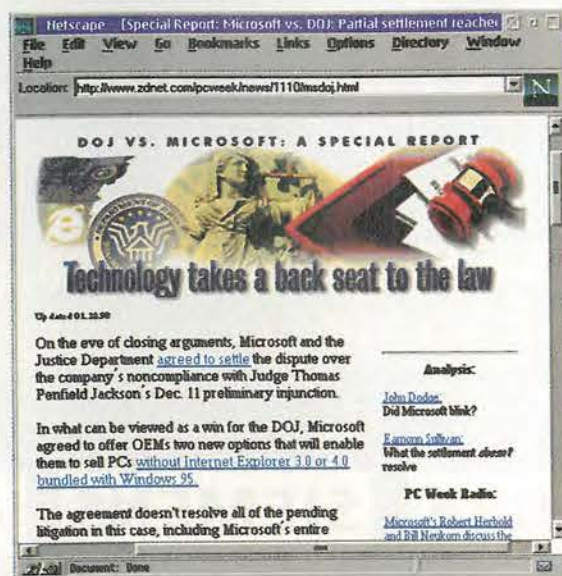 Netscape [Special Report: Microsoft vs. DOJ: Partial settlement reached
File Edit View Go Bookmarks Links Options Directory Window
Help
Location: http://www.zdnet.com/pcweek/news/1110/msdoj.html
N
DOJ VS. MICROSOFT: A SPECIAL REPORT
Technology takes a back seat to the law
Updated 01.22.98
On the eve of closing arguments, Microsoft and the
Justice Department agreed to settle the dispute over
the company's noncompliance with Judge Thomas
Penfield Jackson's Dec. 11 preliminary injunction.
In what can be viewed as a win for the DOJ, Microsoft
agreed to offer OEMs two new options that will enable
them to sell PCs without Internet Explorer 3.0 or 4.0
bundled with Windows 95.
The agreement doesn't resolve all of the pending
litigation in this case, including Microsoft's entire
Analysis:
John Dodge:
Did Microsoft blink?
Eamonn Sullivan:
What the settlement doesn't
resolve
PC Week Radio:
Microsoft's Robert Herbold
and Bill Neukom discuss the
Document: Done